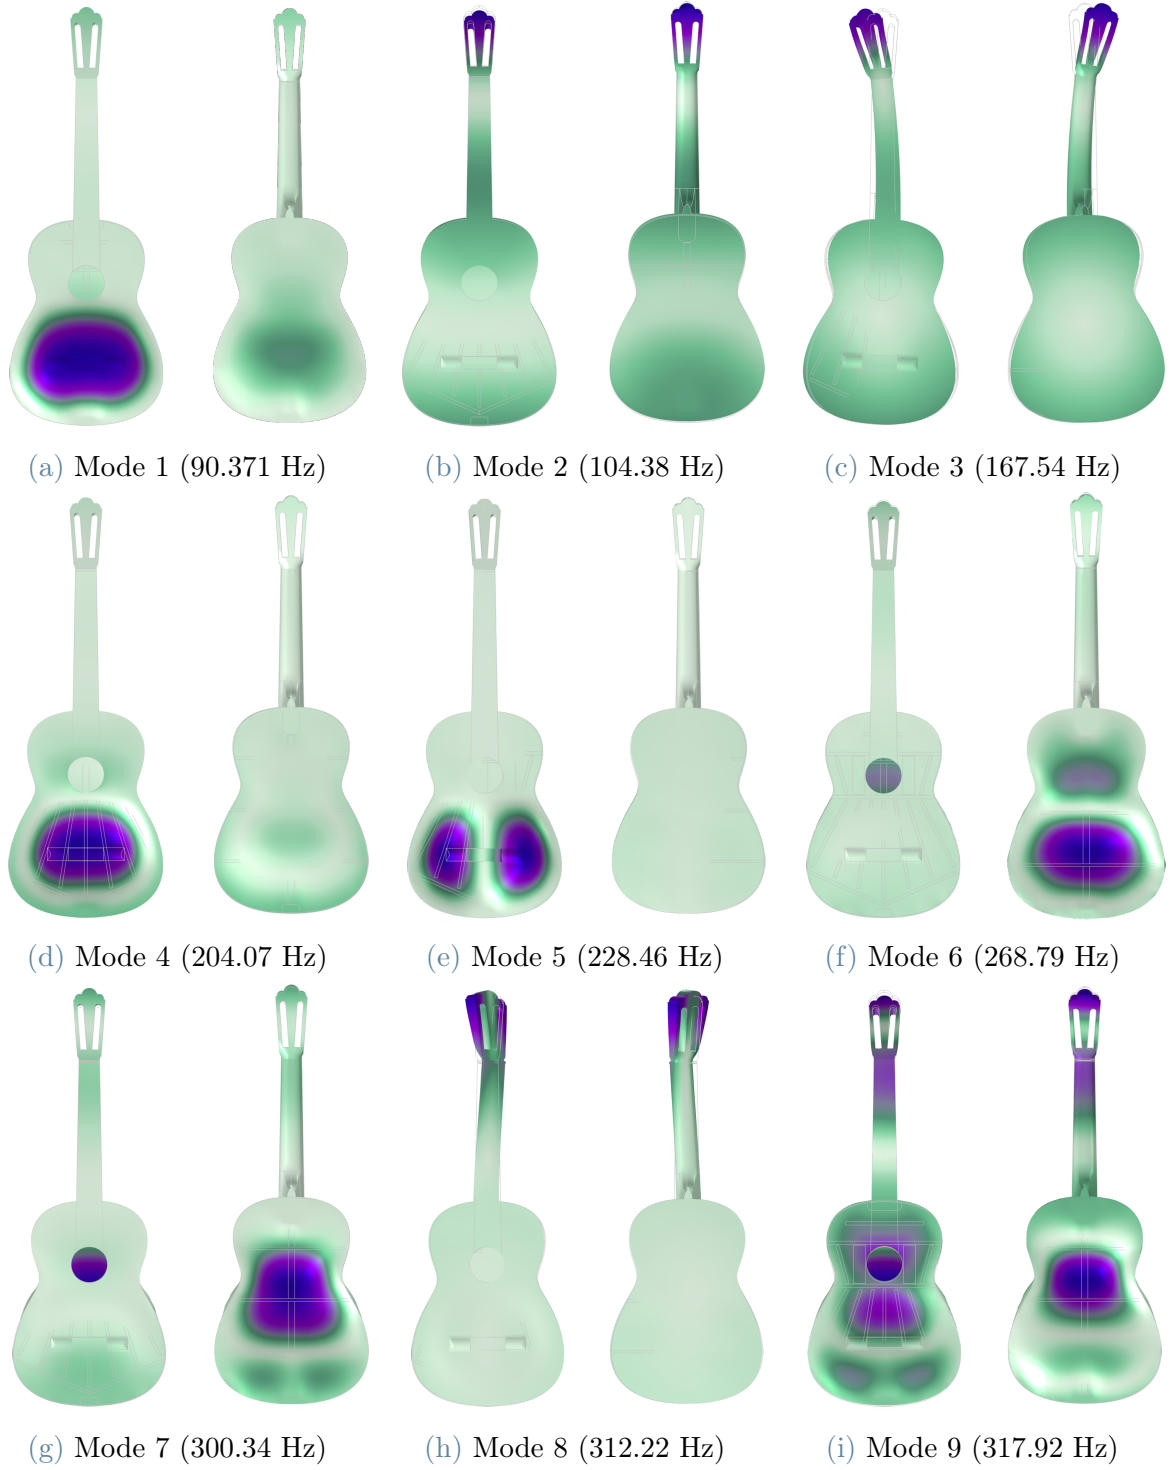 (a) Mode 1 (90.371 Hz)
(b) Mode 2 (104.38 Hz)
(c) Mode 3 (167.54 Hz)
(d) Mode 4 (204.07 Hz)
(e) Mode 5 (228.46 Hz)
(f) Mode 6 (268.79 Hz)
(g) Mode 7 (300.34 Hz)
(h) Mode 8 (312.22 Hz)
(i) Mode 9 (317.92 Hz)